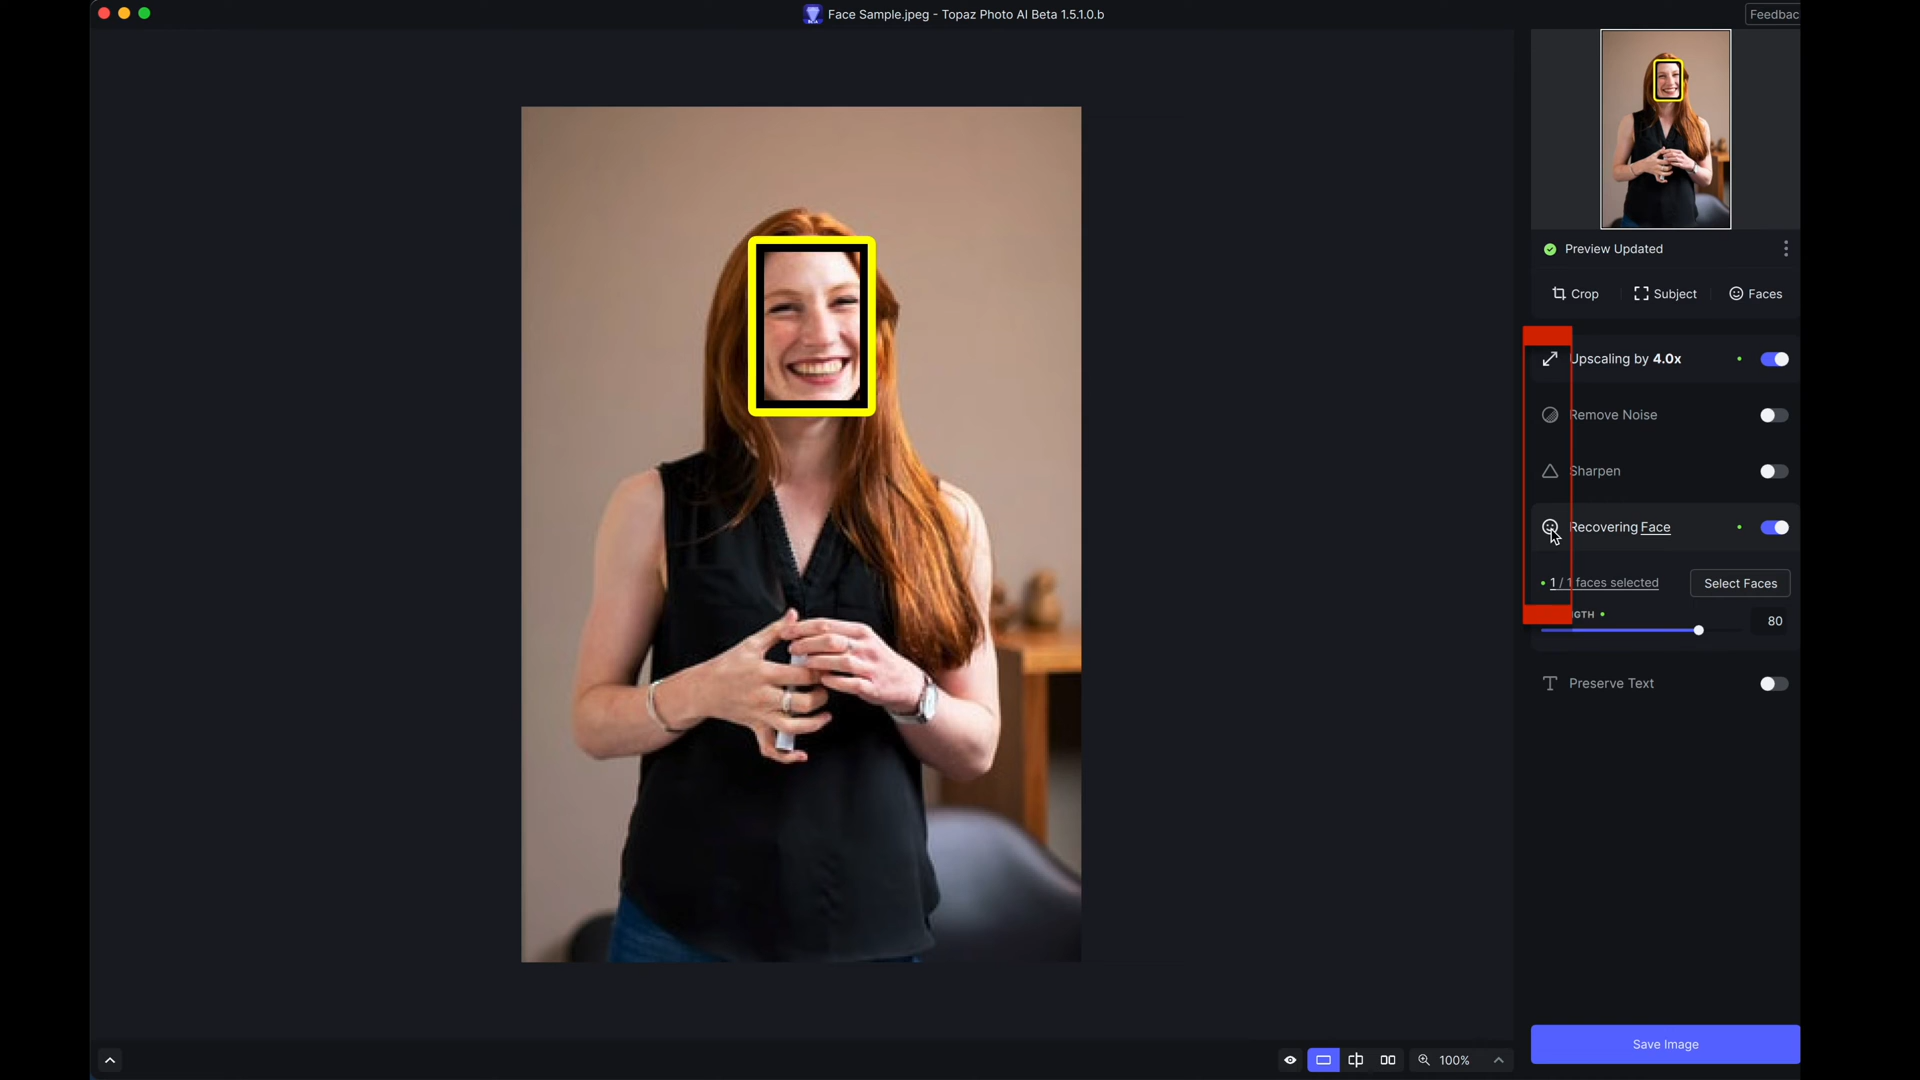 Face Sample.jpeg - Topaz Photo AI Beta 1.5.1.0.b
Feedbac
Preview Updated
Crop
Subject
Faces
Upscaling by 4.0x
Remove Noise
Sharpen
Recovering Face
1 / 1 faces selected
Select Faces
NGTH
80
Preserve Text
100%
Save Image